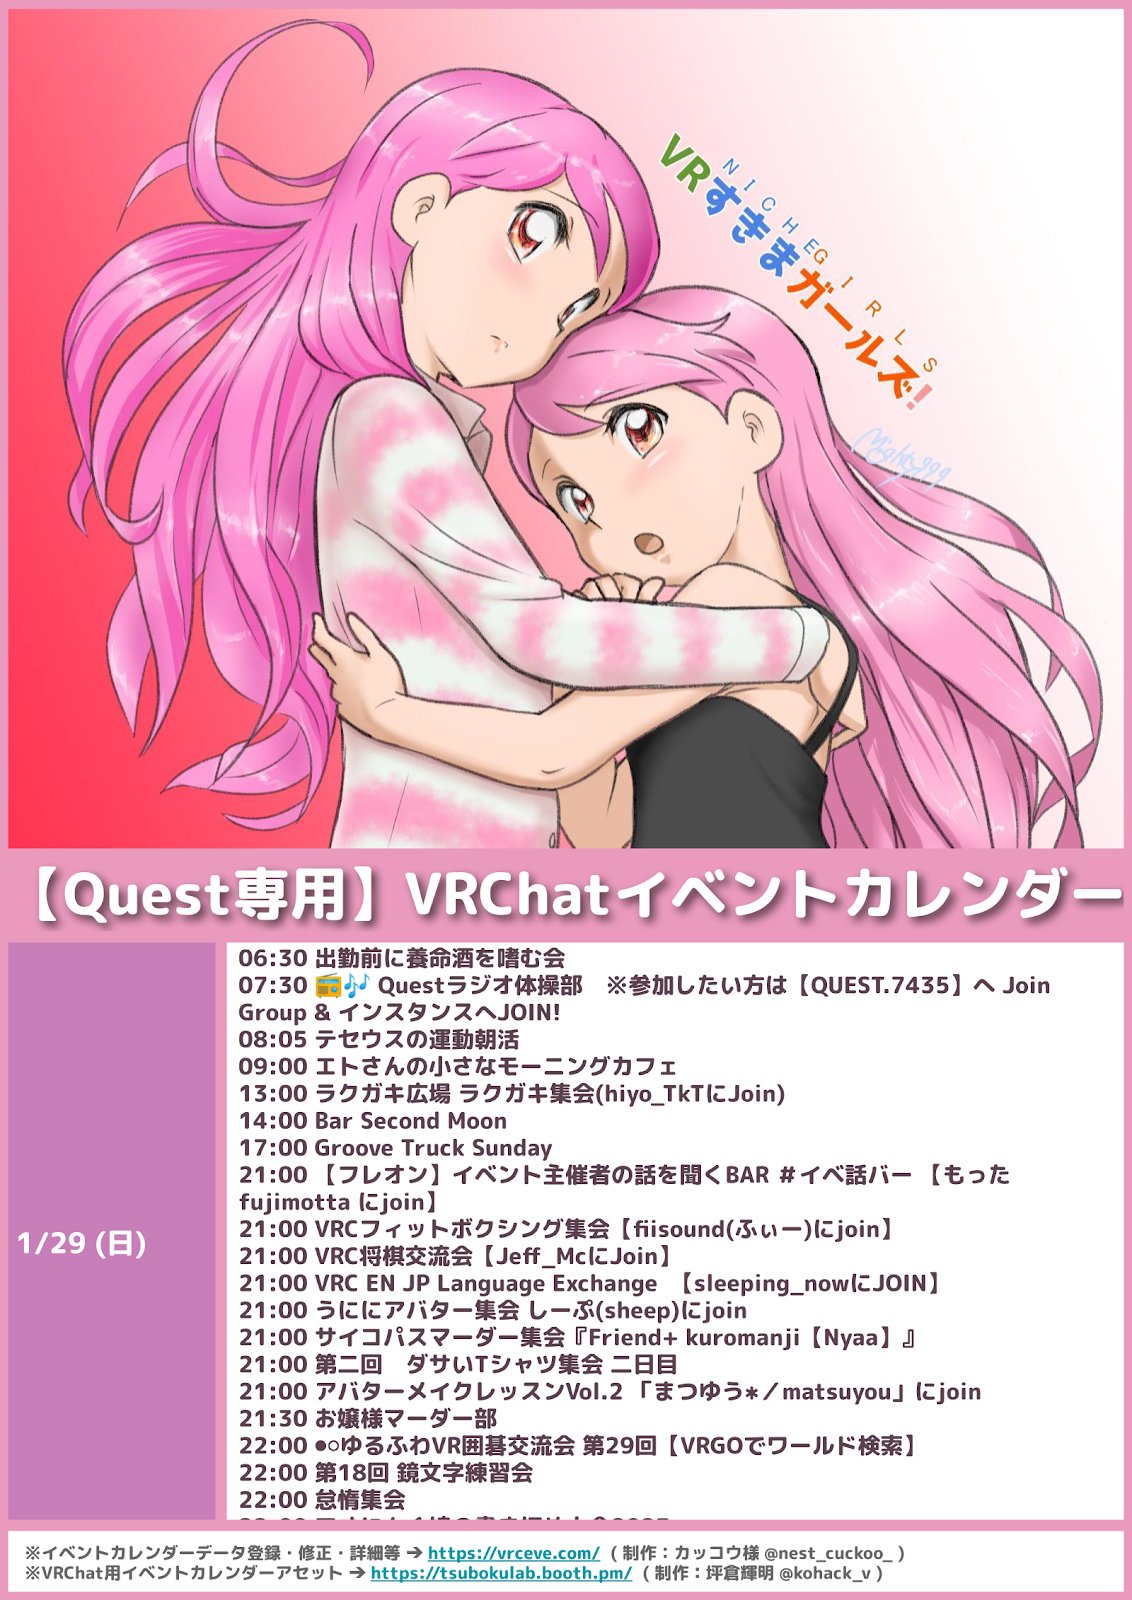 NICHE GIRLS
VRすきまガールズ!
Mighty999
【Quest専用】VRChatイベントカレンダー
1/29 (日)
06:30 出勤前に養命酒を嗜む会
07:30 📻🎶 Questラジオ体操部　※参加したい方は【QUEST.7435】へ Join
Group & インスタンスへJOIN!
08:05 テセウスの運動朝活
09:00 エトさんの小さなモーニングカフェ
13:00 ラクガキ広場 ラクガキ集会(hiyo_TkTにJoin)
14:00 Bar Second Moon
17:00 Groove Truck Sunday
21:00 【フレオン】イベント主催者の話を聞くBAR ＃イベ話バー 【もった
fujimotta にjoin】
21:00 VRCフィットボクシング集会【fiisound(ふぃー)にjoin】
21:00 VRC将棋交流会【Jeff_McにJoin】
21:00 VRC EN JP Language Exchange 【sleeping_nowにJOIN】
21:00 うににアバター集会 しーぷ(sheep)にjoin
21:00 サイコパスマーダー集会『Friend+ kuromanji【Nyaa】』
21:00 第二回　ダサいTシャツ集会 二日目
21:00 アバターメイクレッスンVol.2 「まつゆう*／matsuyou」にjoin
21:30 お嬢様マーダー部
22:00 ⚫○ゆるふわVR囲碁交流会 第29回【VRGOでワールド検索】
22:00 第18回 鏡文字練習会
22:00 怠惰集会
※イベントカレンダーデータ登録・修正・詳細等 ➔ https://vrceve.com/ ( 制作：カッコウ様 @nest_cuckoo_ )
※VRChat用イベントカレンダーアセット ➔ https://tsubokulab.booth.pm/ ( 制作：坪倉輝明 @kohack_v )